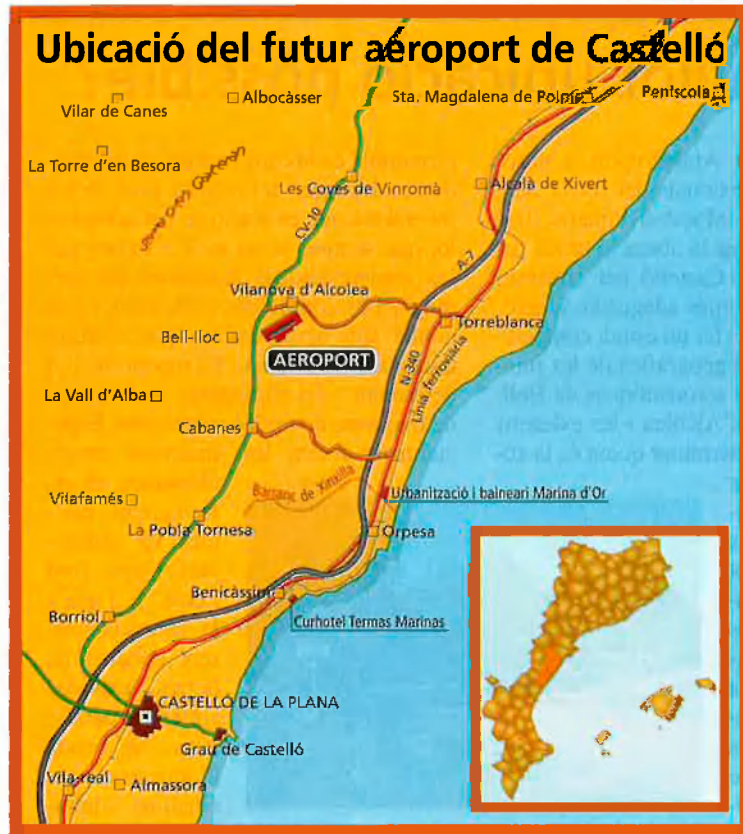 Ubicació del futur aeroport de Castelló
Vilar de Canes
Albocàsser
Sta. Magdalena de Polpis
Peníscola
La Torre d'en Besora
Les Coves de Vinromà
Alcalà de Xivert
CV-10
A-7
Vilanova d'Alcolea
Torreblanca
Bell-lloc
AEROPORT
N-340
Línia ferroviària
La Vall d'Alba
Cabanes
Barranc de Xinxilla
Vilafamés
Urbanització i balneari Marina d'Or
La Pobla Tornesa
Orpesa
Benicàssim
Borriol
Curhotel Termas Marinas
CASTELLÓ DE LA PLANA
Grau de Castelló
Vila-real
Almassora